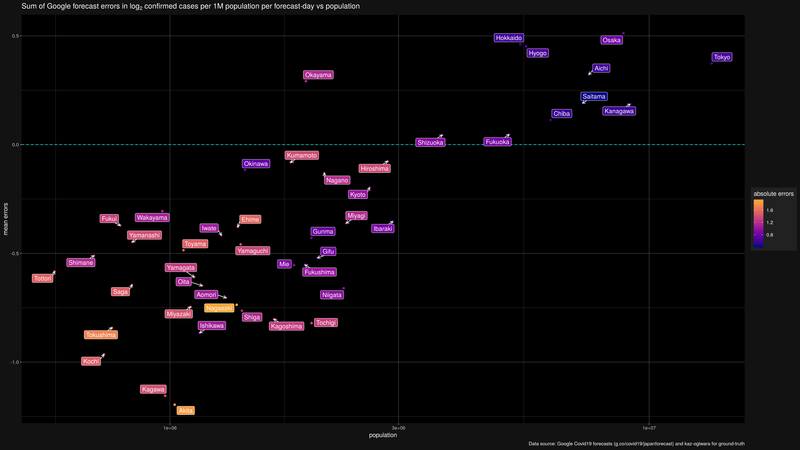 Sum of Google forecast errors in log₂ confirmed cases per 1M population per forecast-day vs population
0.5
Hokkaido
Osaka
Hyogo
Tokyo
Aichi
Okayama
Saitama
Chiba
Kanagawa
0.0
Shizuoka
Fukuoka
Kumamoto
Okinawa
Hiroshima
Nagano
Kyoto
mean errors
Fukui
Wakayama
Ehime
Miyagi
Iwate
Ibaraki
Yamanashi
Gunma
Toyama
Yamaguchi
Gifu
-0.5
Shimane
Mie
Yamagata
Fukushima
Tottori
Oita
Saga
Aomori
Niigata
Nagasaki
Miyazaki
Shiga
Ishikawa
Kagoshima
Tochigi
Tokushima
Kochi
-1.0
Kagawa
Akita
1e+06
3e+06
1e+07
population
absolute errors
1.6
1.2
0.8
Data source: Google Covid19 forecasts (g.co/covid19/japanforecast) and kaz-ogiwara for ground-truth